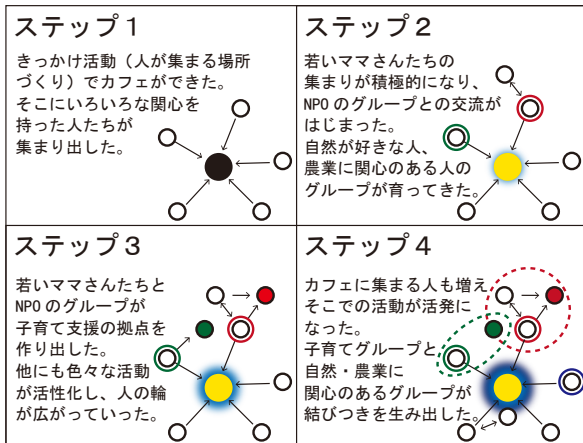 ステップ1
きっかけ活動（人が集まる場所
づくり）でカフェができた。
そこにいろいろな関心を
持った人たちが
集まり出した。
ステップ2
若いママさんたちの
集まりが積極的になり、
NPOのグループとの交流が
はじまった。
自然が好きな人、
農業に関心のある人の
グループが育ってきた。
ステップ3
若いママさんたちと
NPOのグループが
子育て支援の拠点を
作り出した。
他にも色々な活動
が活性化し、人の輪
が広がっていった。
ステップ4
カフェに集まる人も増え
そこでの活動が活発に
なった。
子育てグループと
自然・農業に
関心のあるグループが
結びつきを生み出した。